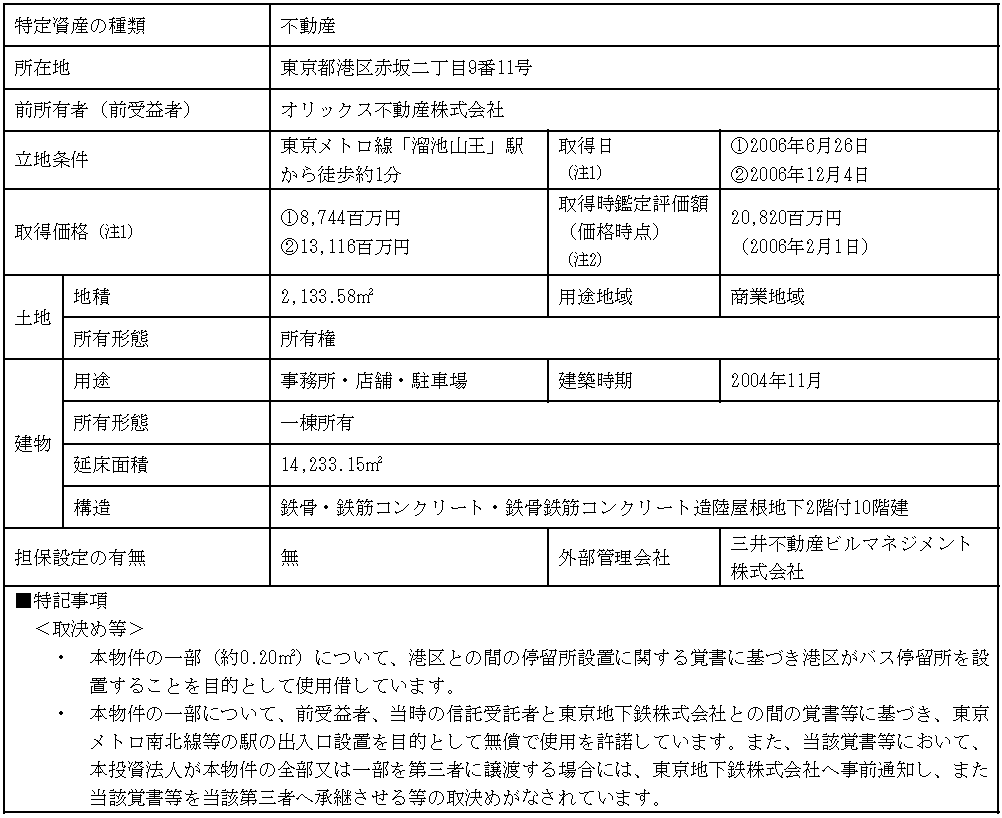 特定資産の種類 不動産
所在地 東京都港区赤坂二丁目9番11号
前所有者（前受益者） オリックス不動産株式会社
立地条件 東京メトロ線「溜池山王」駅から徒歩約1分 取得日（注1） ①2006年6月26日 ②2006年12月4日
取得価格（注1） ①8,744百万円 ②13,116百万円 取得時鑑定評価額（価格時点）（注2） 20,820百万円（2006年2月1日）
土地 地積 2,133.58㎡ 用途地域 商業地域
所有形態 所有権
建物 用途 事務所・店舗・駐車場 建築時期 2004年11月
所有形態 一棟所有
延床面積 14,233.15㎡
構造 鉄骨・鉄筋コンクリート・鉄骨鉄筋コンクリート造陸屋根地下2階付10階建
担保設定の有無 無 外部管理会社 三井不動産ビルマネジメント株式会社
■特記事項
＜取決め等＞
・ 本物件の一部（約0.20㎡）について、港区との間の停留所設置に関する覚書に基づき港区がバス停留所を設
置することを目的として使用借しています。
・ 本物件の一部について、前受益者、当時の信託受託者と東京地下鉄株式会社との間の覚書等に基づき、東京
メトロ南北線等の駅の出入口設置を目的として無償で使用を許諾しています。また、当該覚書等において、
本投資法人が本物件の全部又は一部を第三者に譲渡する場合には、東京地下鉄株式会社へ事前通知し、また
当該覚書等を当該第三者へ承継させる等の取決めがなされています。